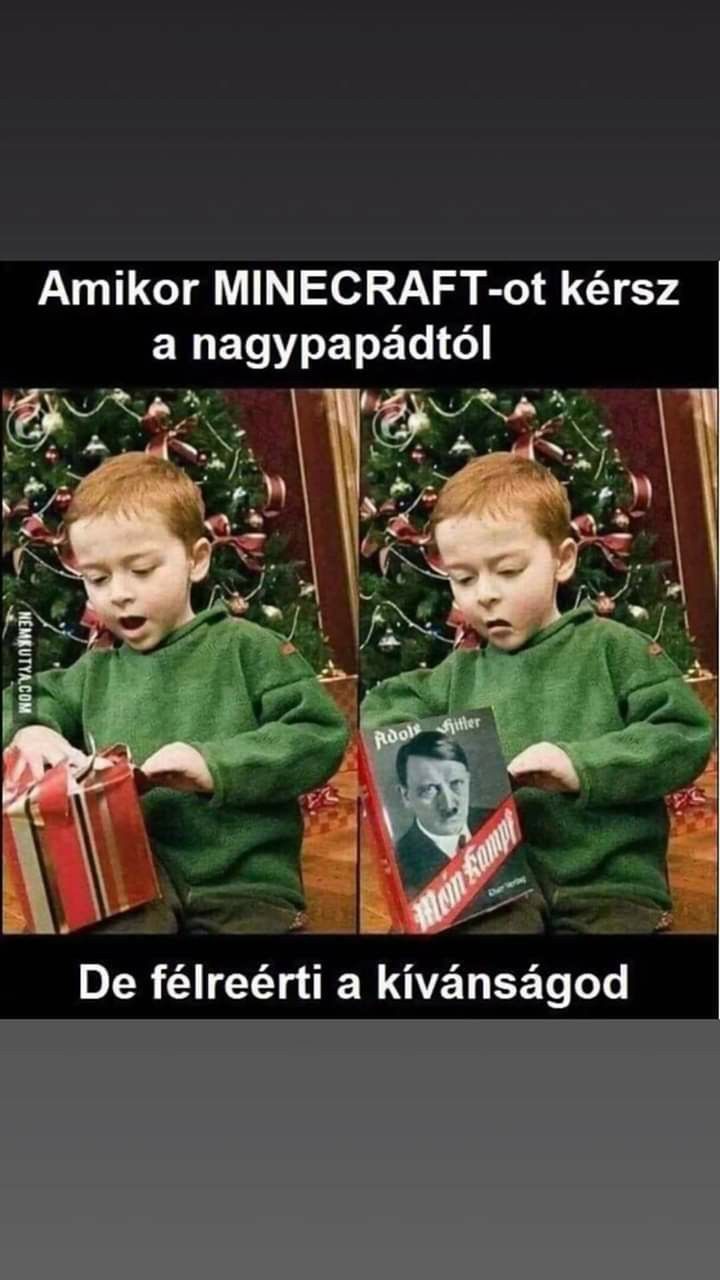 Amikor MINECRAFT-ot kérsz
a nagypapádtól
NEMKUTYA.COM
Adolf Hitler
Mein Kampf
De félreérti a kívánságod